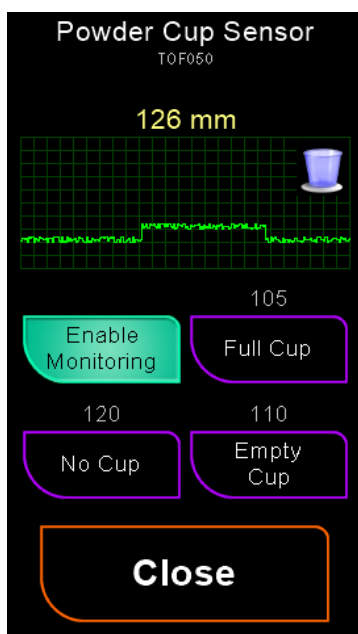 Powder Cup Sensor
TOF050
126 mm
105
Enable
Monitoring
Full Cup
120
110
No Cup
Empty
Cup
Close